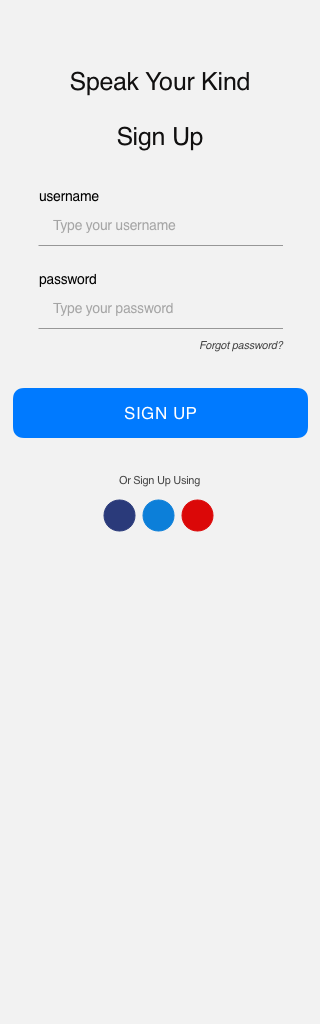 Speak Your Kind
Sign Up
username
Type your username
password
Type your password
Forgot password?
SIGN UP
Or Sign Up Using